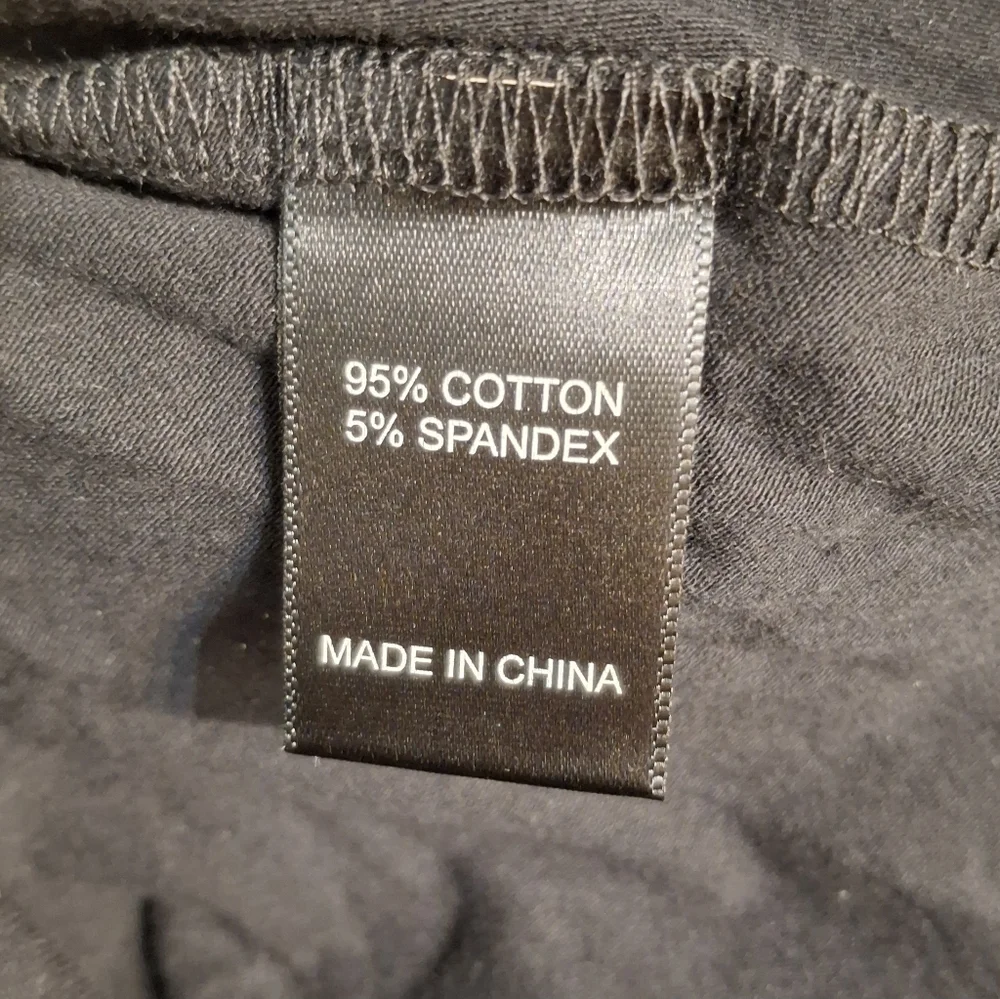 95% COTTON
5% SPANDEX
MADE IN CHINA